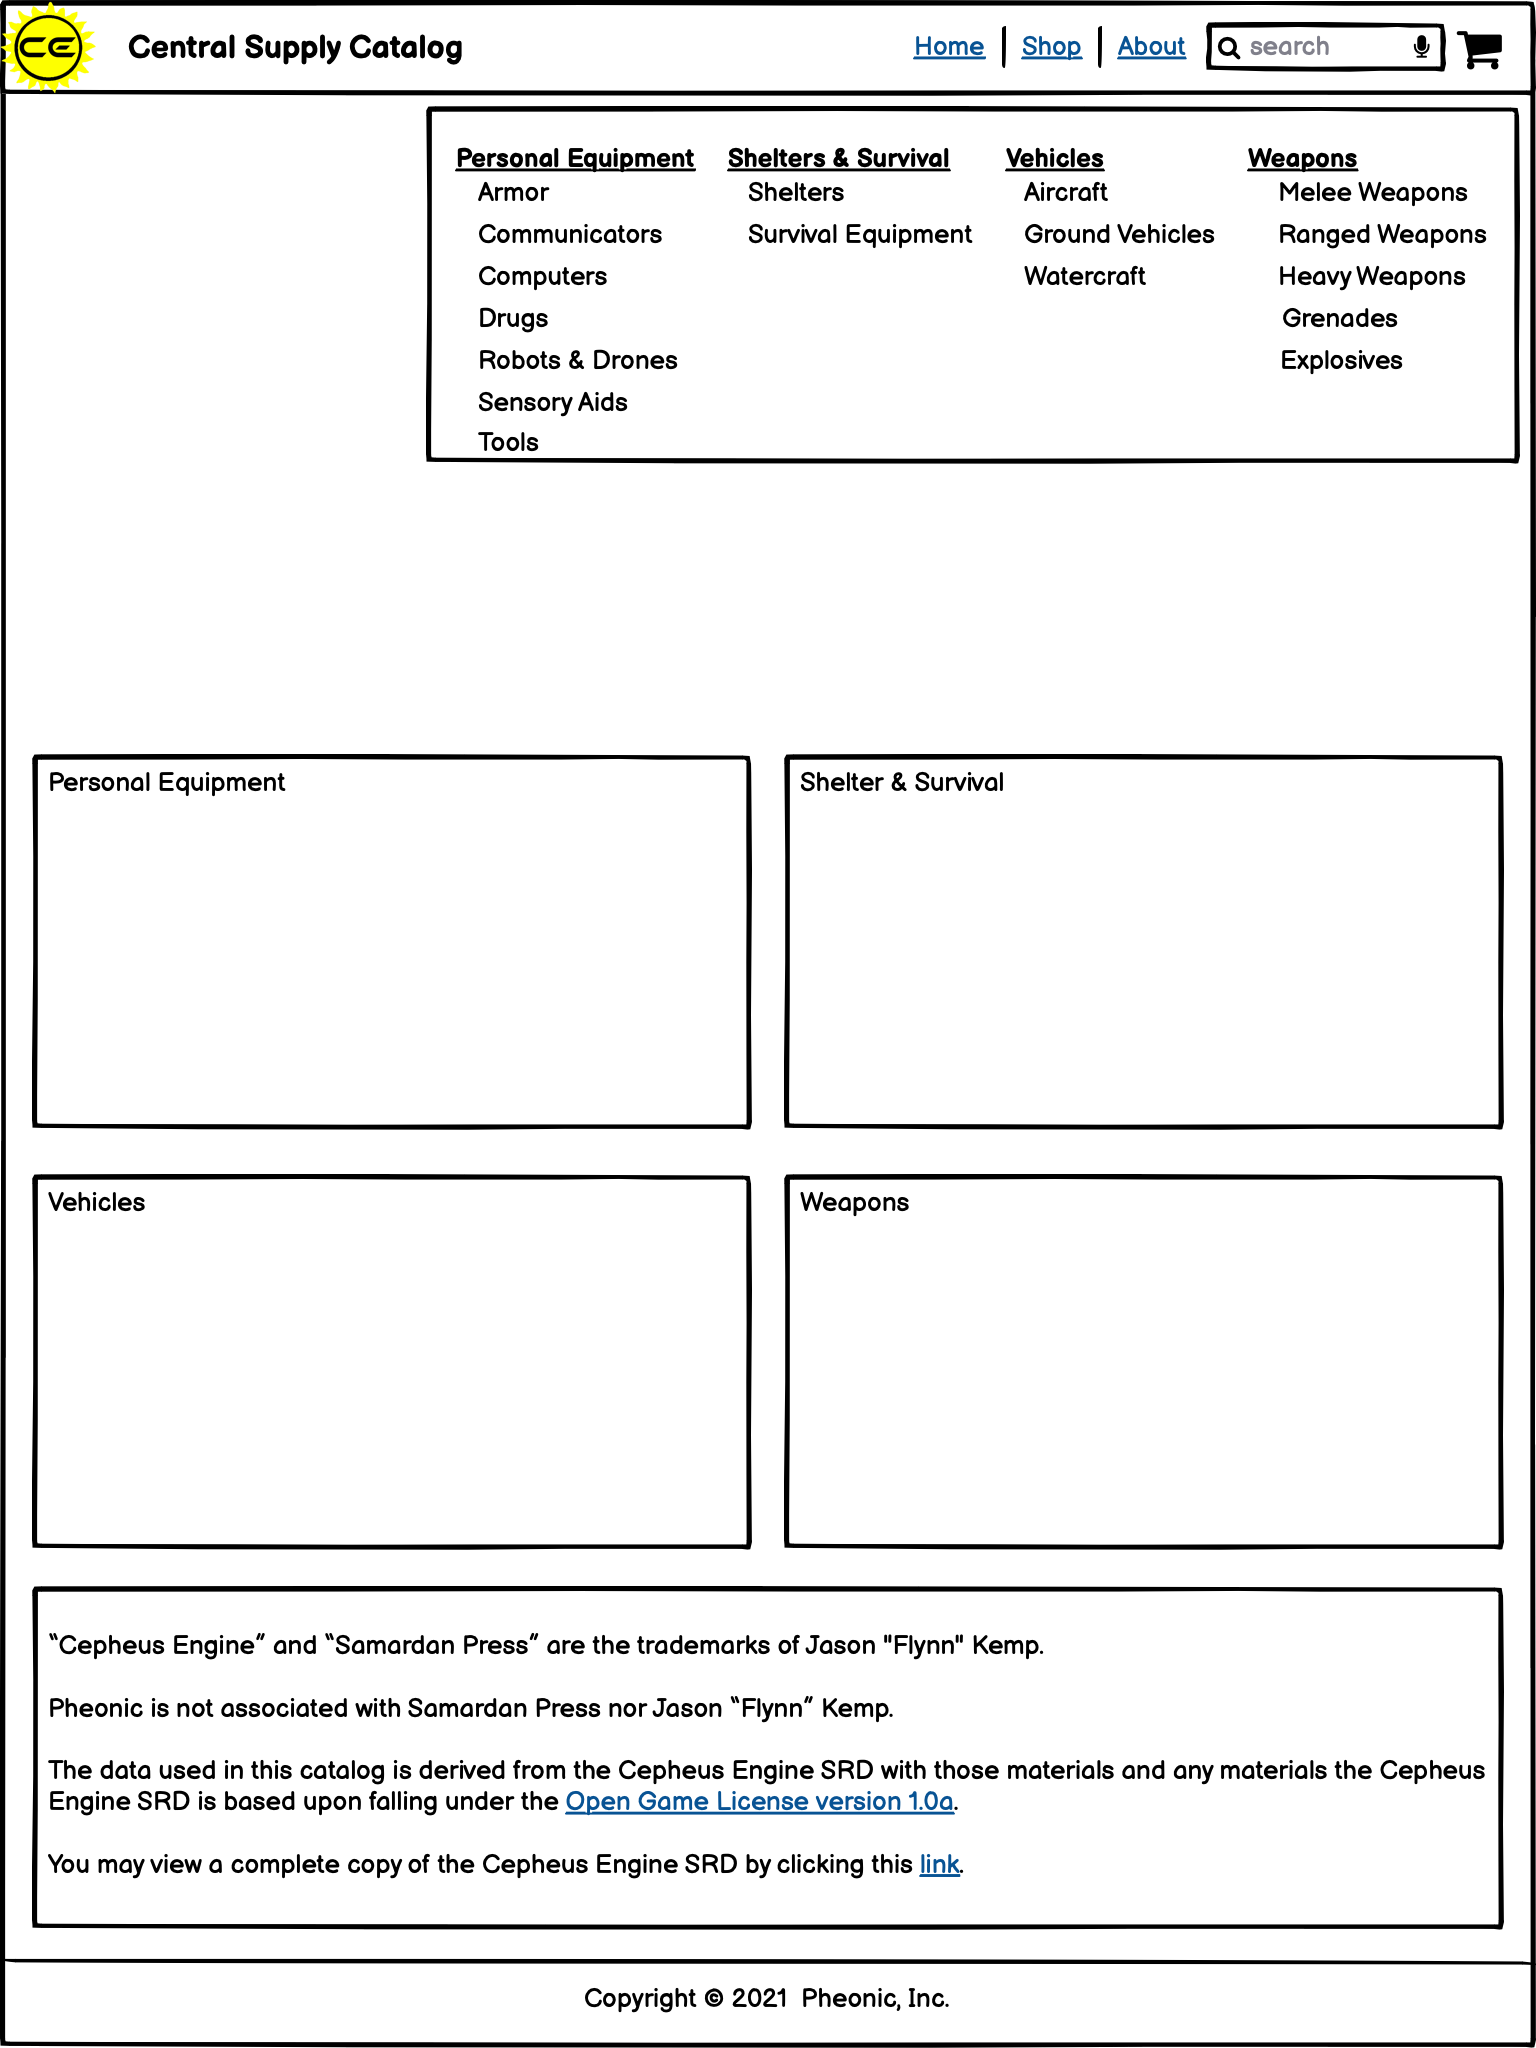 CE
Central Supply Catalog
Home
Shop
About
search
Personal Equipment
Armor
Communicators
Computers
Drugs
Robots & Drones
Sensory Aids
Tools
Shelters & Survival
Shelters
Survival Equipment
Vehicles
Aircraft
Ground Vehicles
Watercraft
Weapons
Melee Weapons
Ranged Weapons
Heavy Weapons
Grenades
Explosives
Personal Equipment
Shelter & Survival
Vehicles
Weapons
“Cepheus Engine” and “Samardan Press” are the trademarks of Jason "Flynn" Kemp.
Pheonic is not associated with Samardan Press nor Jason “Flynn” Kemp.
The data used in this catalog is derived from the Cepheus Engine SRD with those materials and any materials the Cepheus
Engine SRD is based upon falling under the Open Game License version 1.0a.
You may view a complete copy of the Cepheus Engine SRD by clicking this link.
Copyright © 2021 Pheonic, Inc.